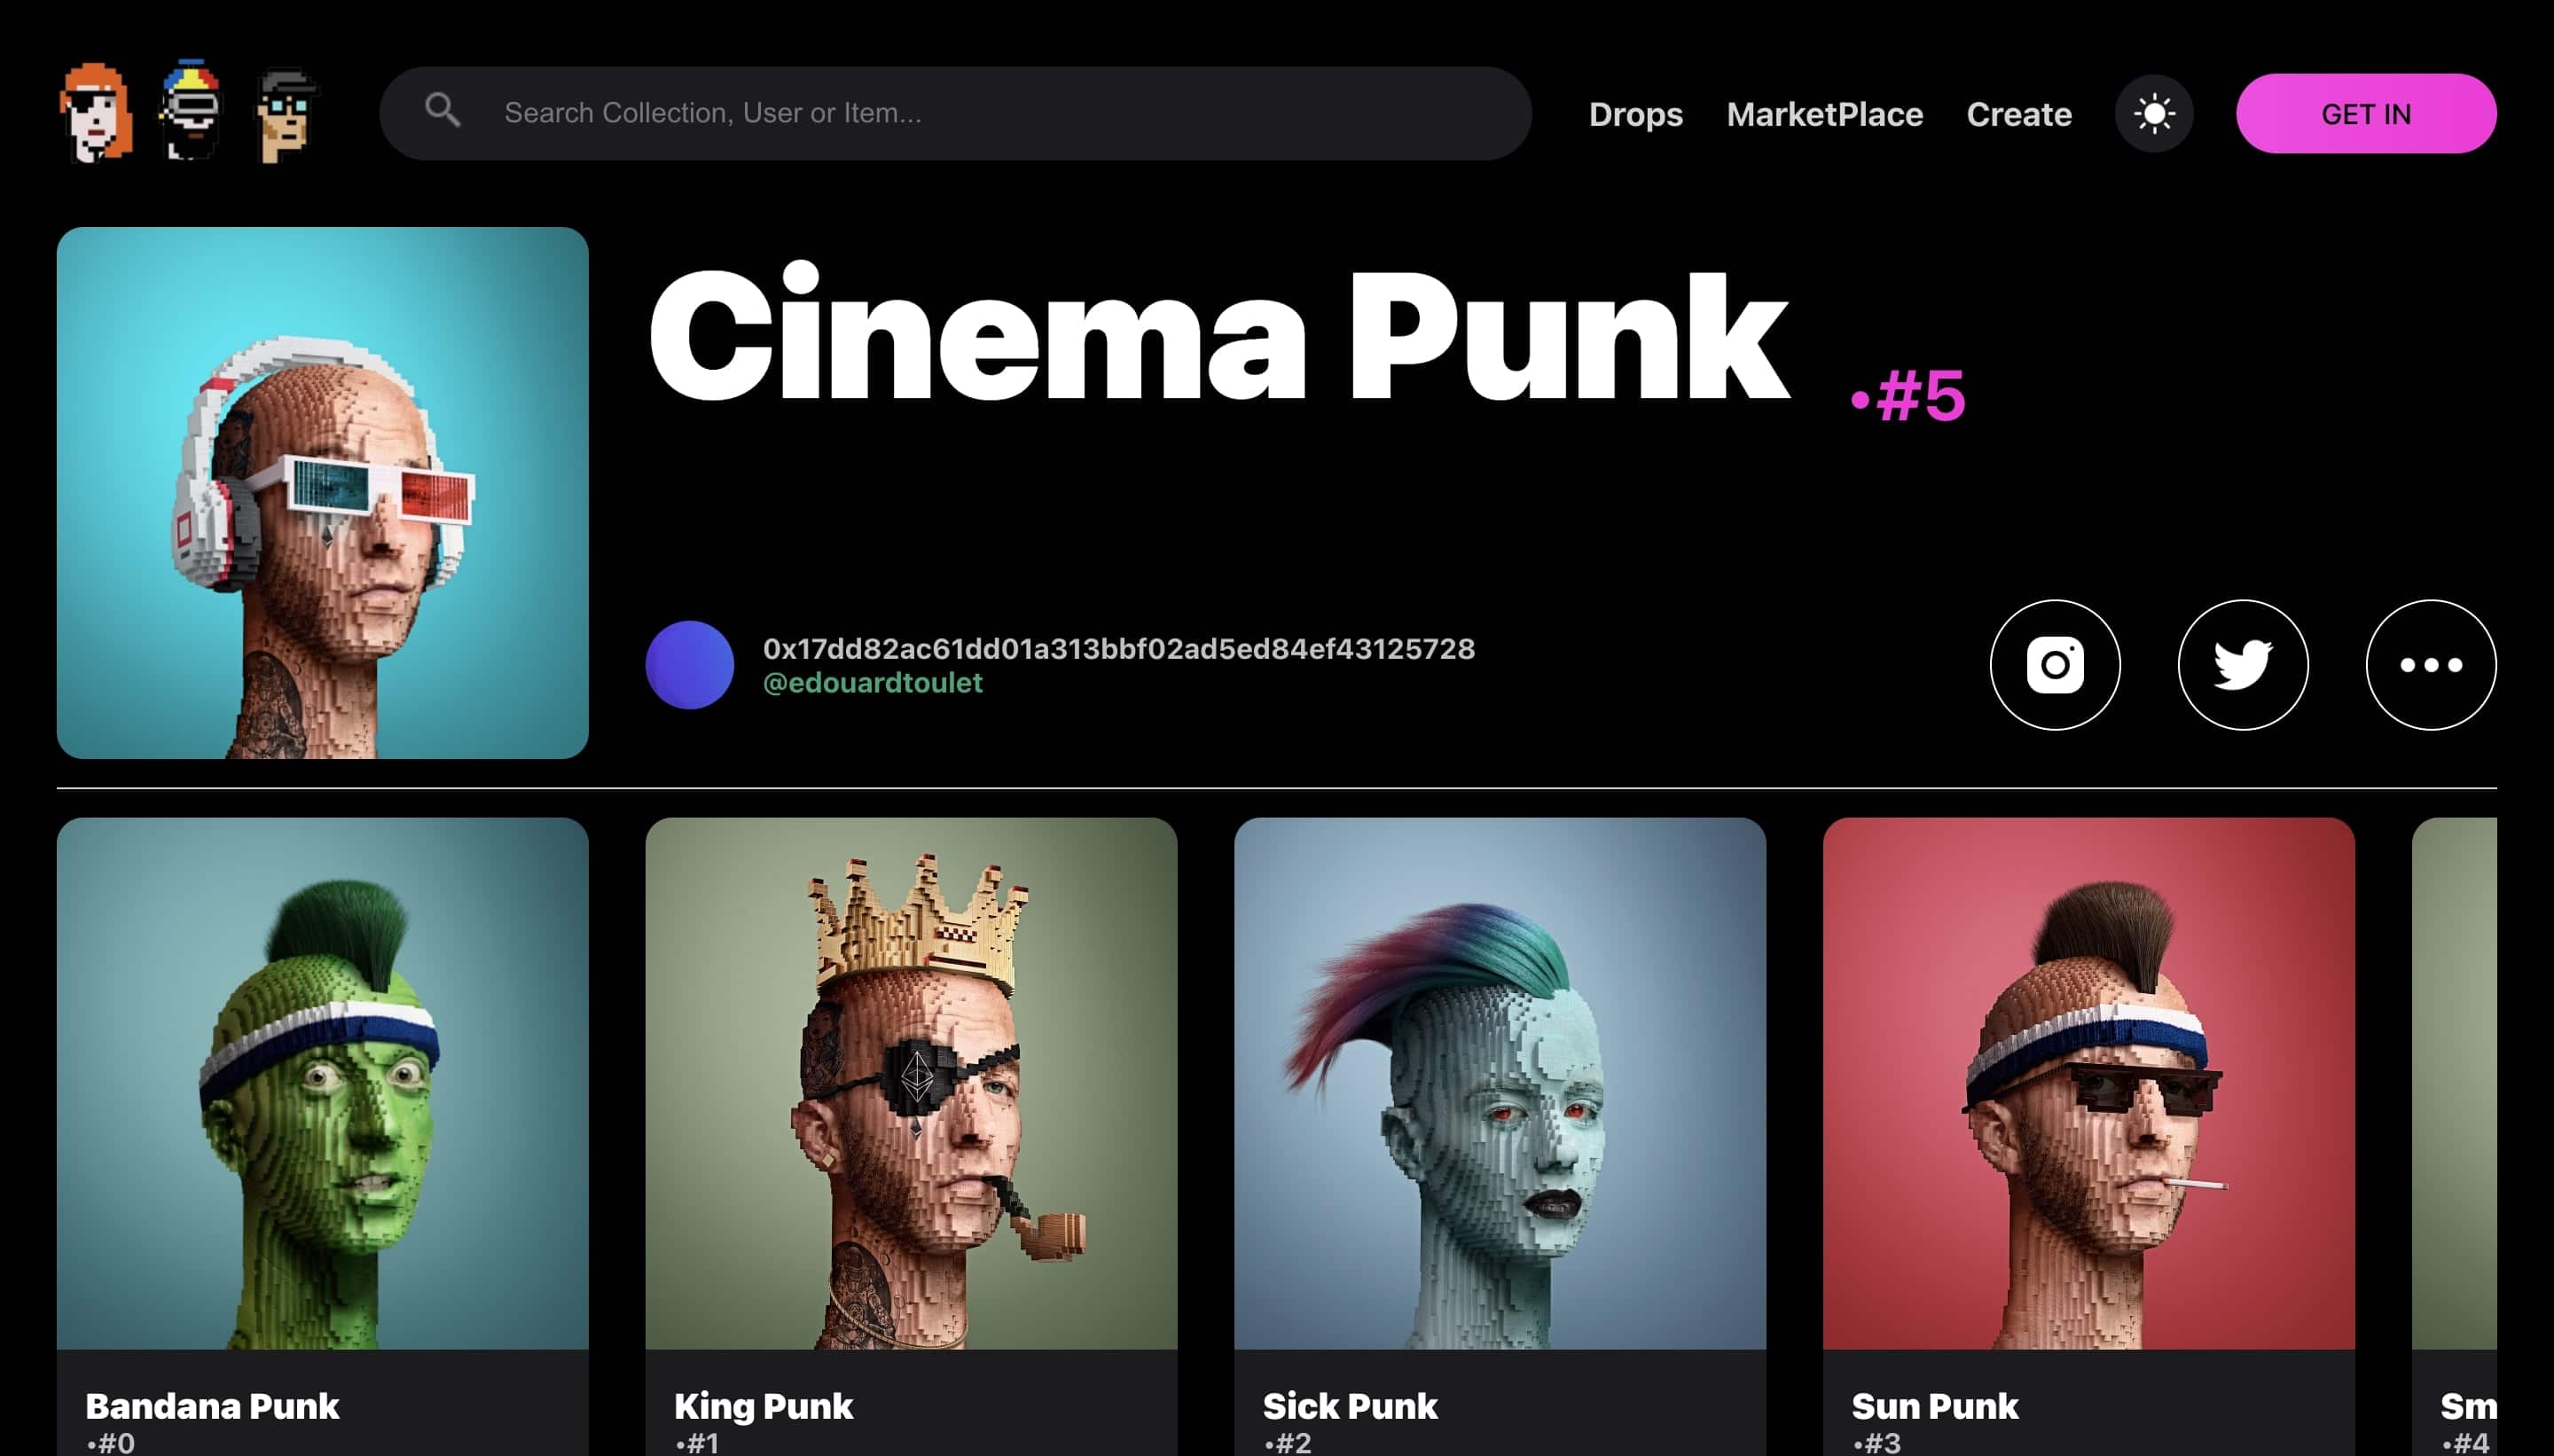 Search Collection, User or Item...
Drops
MarketPlace
Create
GET IN
Cinema Punk
•#5
0x17dd82ac61dd01a313bbf02ad5ed84ef43125728
@edouardtoulet
Bandana Punk
•#0
King Punk
•#1
Sick Punk
•#2
Sun Punk
•#3
Sm
•#4